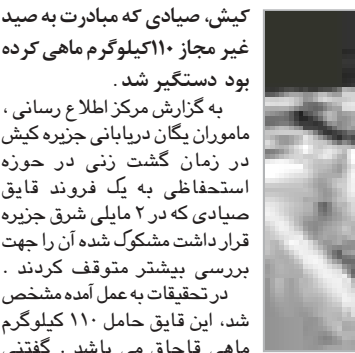 کیش، صیادی که مبادرت به صید
غیر مجاز ۱۱۰کیلوگرم ماهی کرده
بود دستگیر شد .
به گزارش مرکز اطلاع رسانی ،
ماموران یگان دریابانی جزیره کیش
در زمان گشت زنی در حوزه
استحفاظی به یک فروند قایق
صیادی که در ۲ مایلی شرق جزیره
قرار داشت مشکوک شده آن را جهت
بررسی بیشتر متوقف کردند .
در تحقیقات به عمل آمده مشخص
شد، این قایق حامل ۱۱۰ کیلوگرم
ماهی قاچاق می باشد . گفتنی